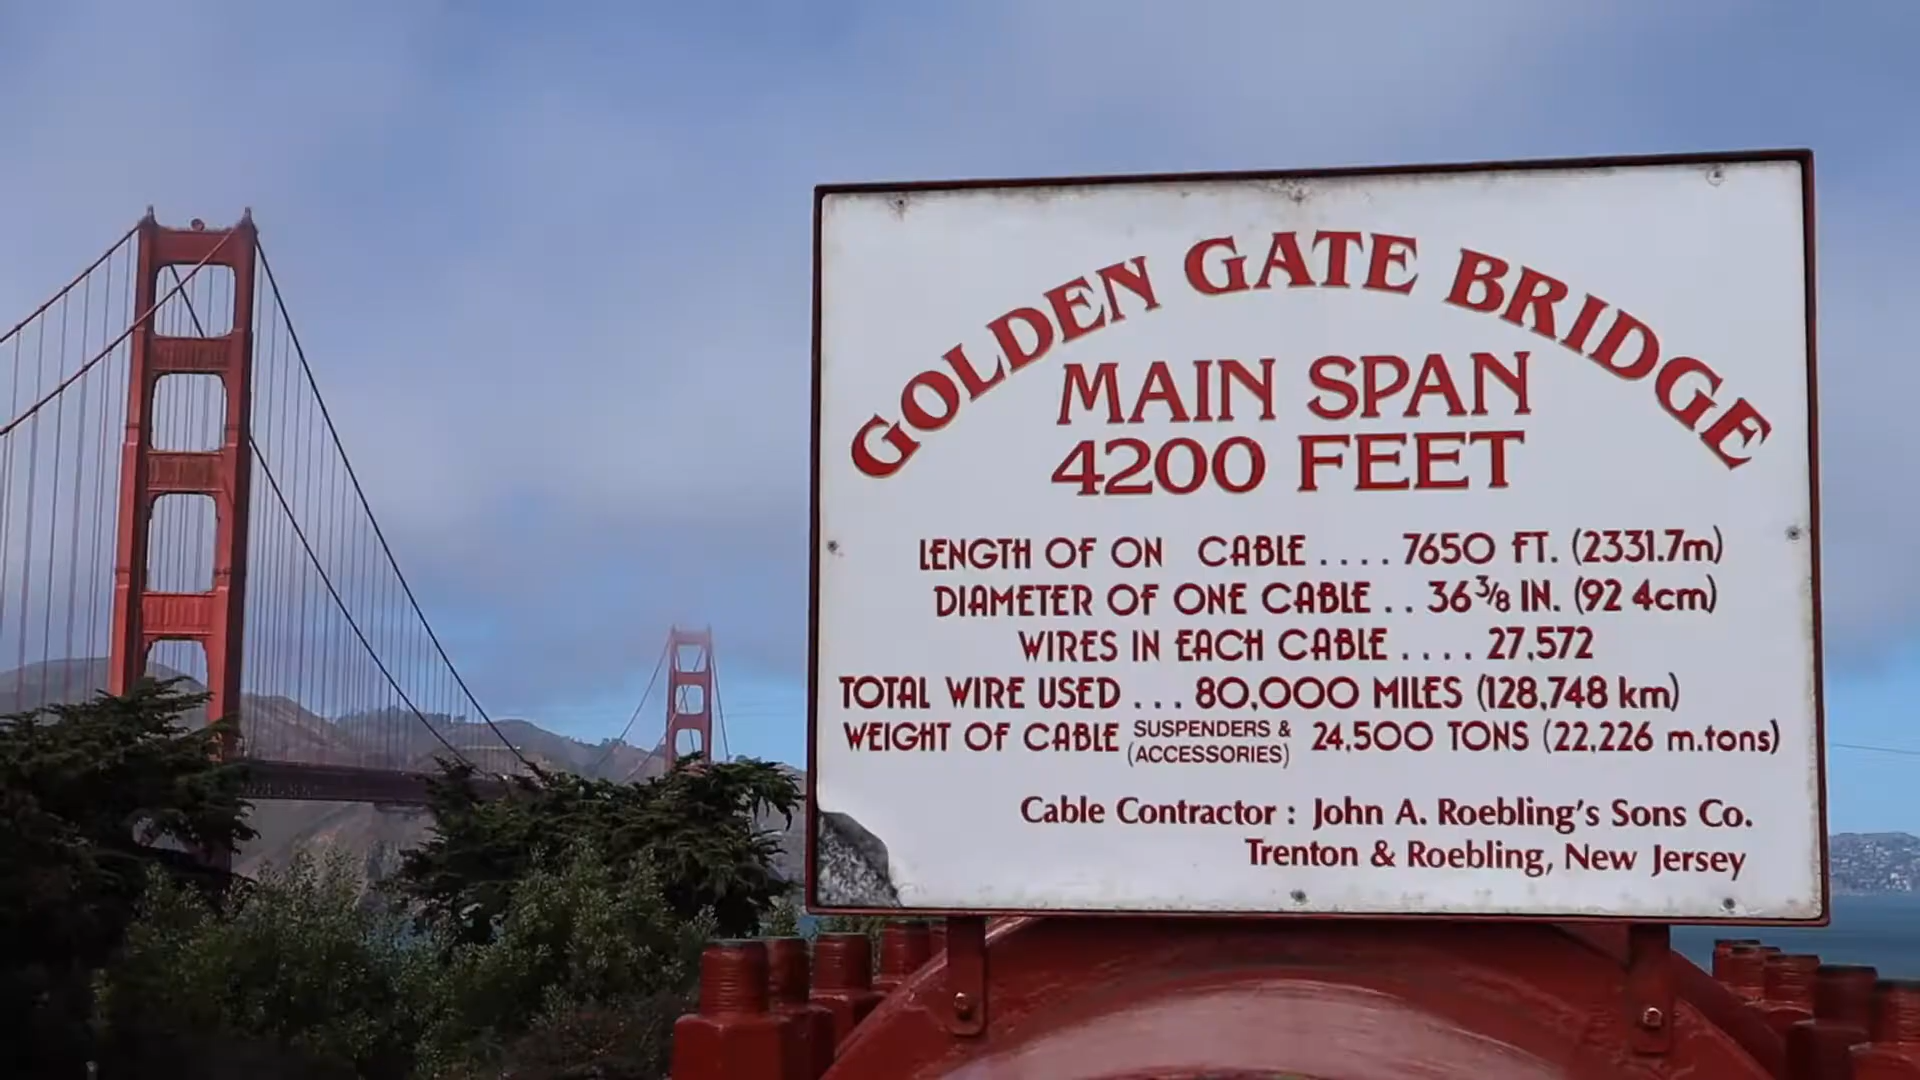 GOLDEN GATE BRIDGE
MAIN SPAN
4200 FEET
LENGTH OF ON CABLE .... 7650 FT. (2331.7m)
DIAMETER OF ONE CABLE .. 36 3/8 IN. (92 4cm)
WIRES IN EACH CABLE .... 27,572
TOTAL WIRE USED ... 80,000 MILES (128,748 km)
WEIGHT OF CABLE SUSPENDERS & (ACCESSORIES) 24,500 TONS (22,226 m.tons)
Cable Contractor : John A. Roebling's Sons Co.
Trenton & Roebling, New Jersey